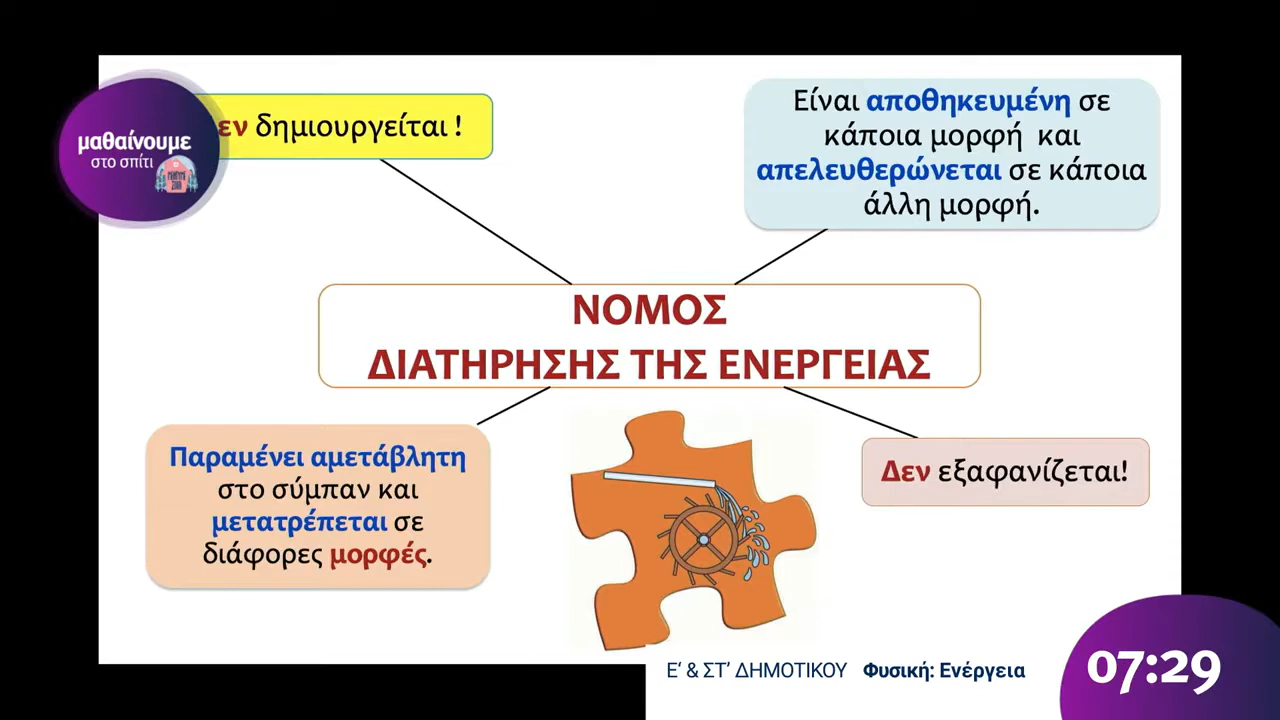 μαθαίνουμε
στο σπίτι
εν δημιουργείται !
Είναι αποθηκευμένη σε
κάποια μορφή και
απελευθερώνεται σε κάποια
άλλη μορφή.
ΝΟΜΟΣ
ΔΙΑΤΗΡΗΣΗΣ ΤΗΣ ΕΝΕΡΓΕΙΑΣ
Παραμένει αμετάβλητη
στο σύμπαν και
μετατρέπεται σε
διάφορες μορφές.
Δεν εξαφανίζεται!
Ε‘ & ΣΤ’ ΔΗΜΟΤΙΚΟΥ Φυσική: Ενέργεια
07:29